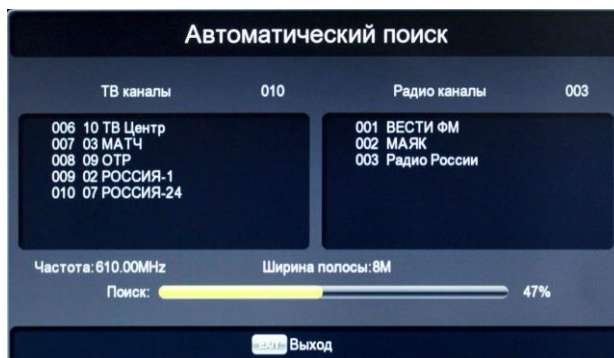 Автоматический поиск
ТВ каналы 010 Радио каналы 003
006 10 ТВ Центр
007 03 МАТЧ
008 09 ОТР
009 02 РОССИЯ-1
010 07 РОССИЯ-24
001 ВЕСТИ ФМ
002 МАЯК
003 Радио России
Частота:610.00MHz Ширина полосы:8M
Поиск: 47%
EXIT Выход